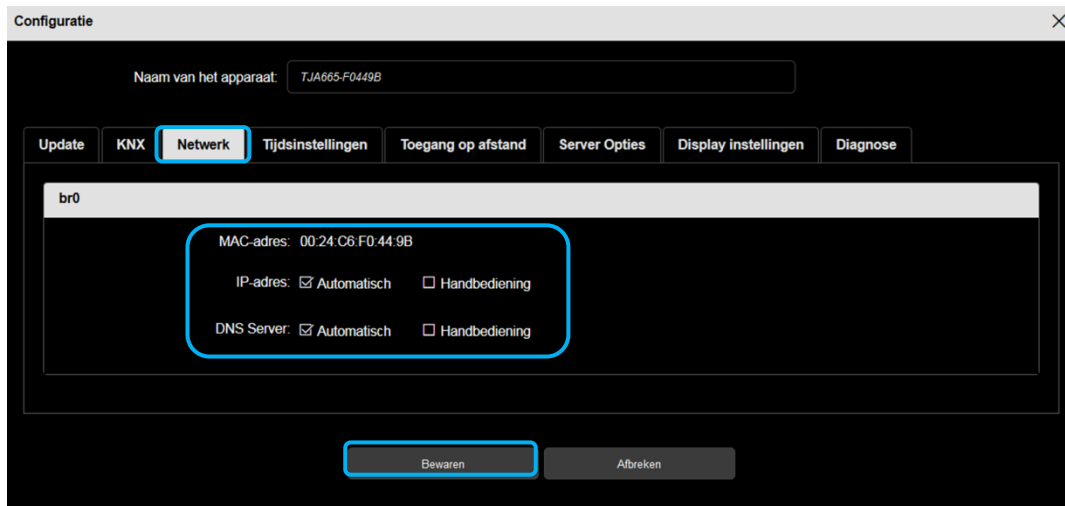 Configuratie
Naam van het apparaat: TJA665-F0449B
Update KNX Netwerk Tijdsinstellingen Toegang op afstand Server Opties Display instellingen Diagnose
br0
MAC-adres: 00:24:C6:F0:44:9B
IP-adres: Automatisch Handbediening
DNS Server: Automatisch Handbediening
Bewaren Afbreken